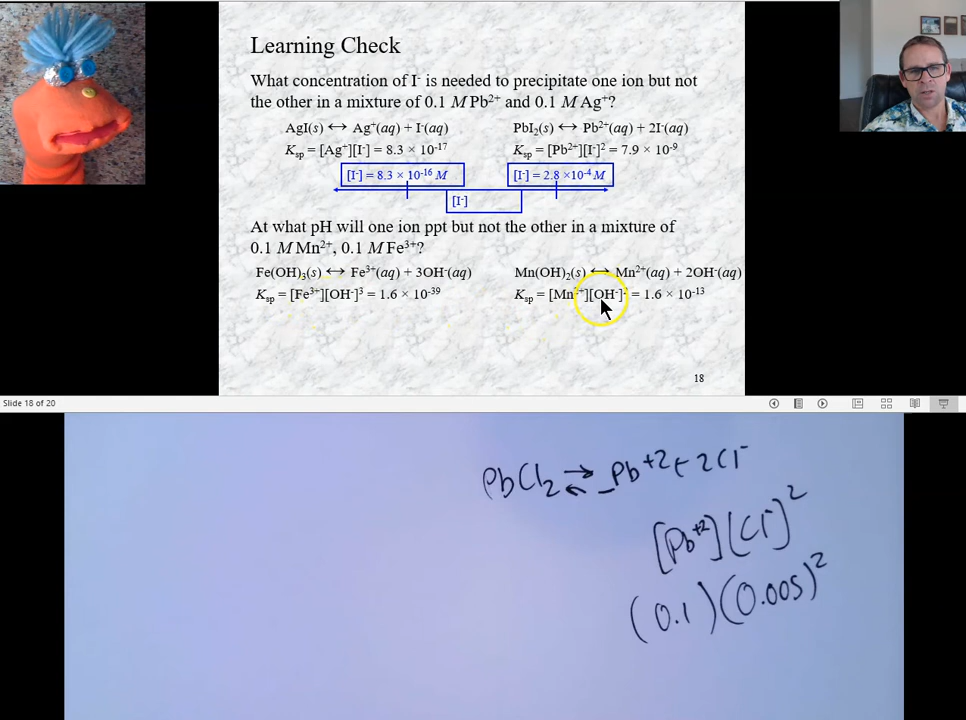 Learning Check
What concentration of I⁻ is needed to precipitate one ion but not
the other in a mixture of 0.1 M Pb²⁺ and 0.1 M Ag⁺?
AgI(s) ↔ Ag⁺(aq) + I⁻(aq)
PbI₂(s) ↔ Pb²⁺(aq) + 2I⁻(aq)
Kₛₚ = [Ag⁺][I⁻] = 8.3 × 10⁻¹⁷
Kₛₚ = [Pb²⁺][I⁻]² = 7.9 × 10⁻⁹
[I⁻] = 8.3 × 10⁻¹⁶ M
[I⁻] = 2.8 ×10⁻⁴ M
[I⁻]
At what pH will one ion ppt but not the other in a mixture of
0.1 M Mn²⁺, 0.1 M Fe³⁺?
Fe(OH)₃(s) ↔ Fe³⁺(aq) + 3OH⁻(aq)
Mn(OH)₂(s) ↔ Mn²⁺(aq) + 2OH⁻(aq)
Kₛₚ = [Fe³⁺][OH⁻]³ = 1.6 × 10⁻³⁹
Kₛₚ = [Mn²⁺][OH⁻]² = 1.6 × 10⁻¹³
18
Slide 18 of 20
PbCl₂ ⇌ Pb⁺² + 2Cl⁻
[Pb⁺²][Cl⁻]²
(0.1)(0.005)²